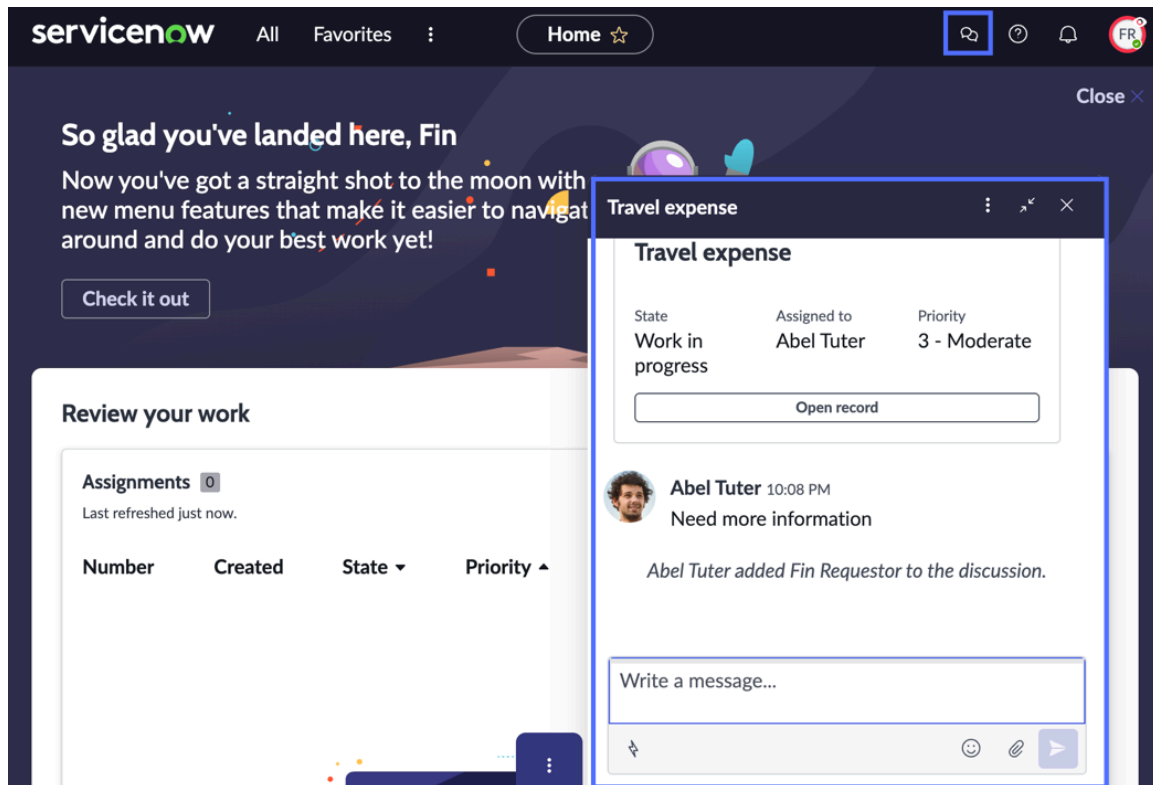 servicenow All Favorites Home
FR
Close
So glad you've landed here, Fin
Now you've got a straight shot to the moon with
new menu features that make it easier to navigat
around and do your best work yet!
Check it out
Review your work
Assignments 0
Last refreshed just now.
Number Created State Priority
Travel expense
Travel expense
State Assigned to Priority
Work in Abel Tuter 3 - Moderate
progress
Open record
Abel Tuter 10:08 PM
Need more information
Abel Tuter added Fin Requestor to the discussion.
Write a message...